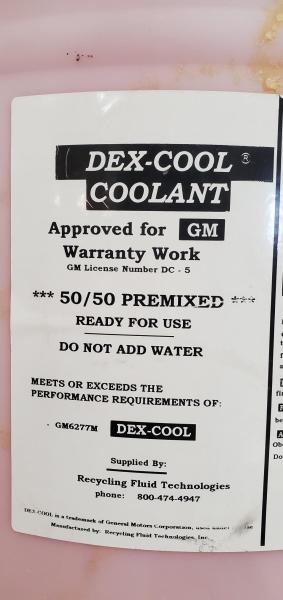 DEX-COOL ®
COOLANT
Approved for GM
Warranty Work
GM License Number DC - 5
*** 50/50 PREMIXED ***
READY FOR USE
DO NOT ADD WATER
MEETS OR EXCEEDS THE
PERFORMANCE REQUIREMENTS OF:
· GM6277M DEX-COOL
Supplied By:
Recycling Fluid Technologies
phone: 800-474-4947
DEX-COOL is a trademark of General Motors Corporation, used
Manufactured by: Recycling Fluid Technologies, Inc.